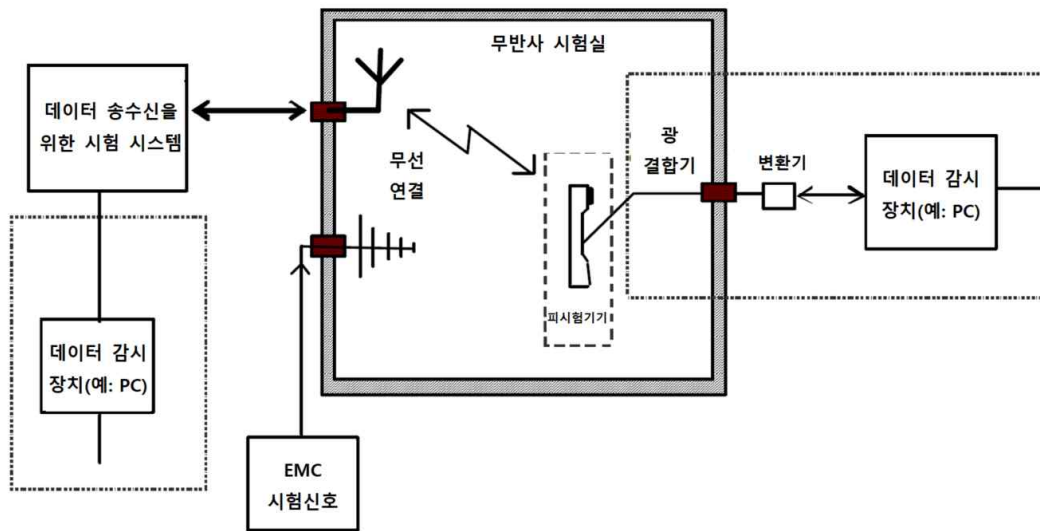 무반사 시험실
데이터 송수신을
위한 시험 시스템
무선
연결
광
결합기
변환기
데이터 감시
장치(예: PC)
피시험기기
데이터 감시
장치(예: PC)
EMC
시험신호